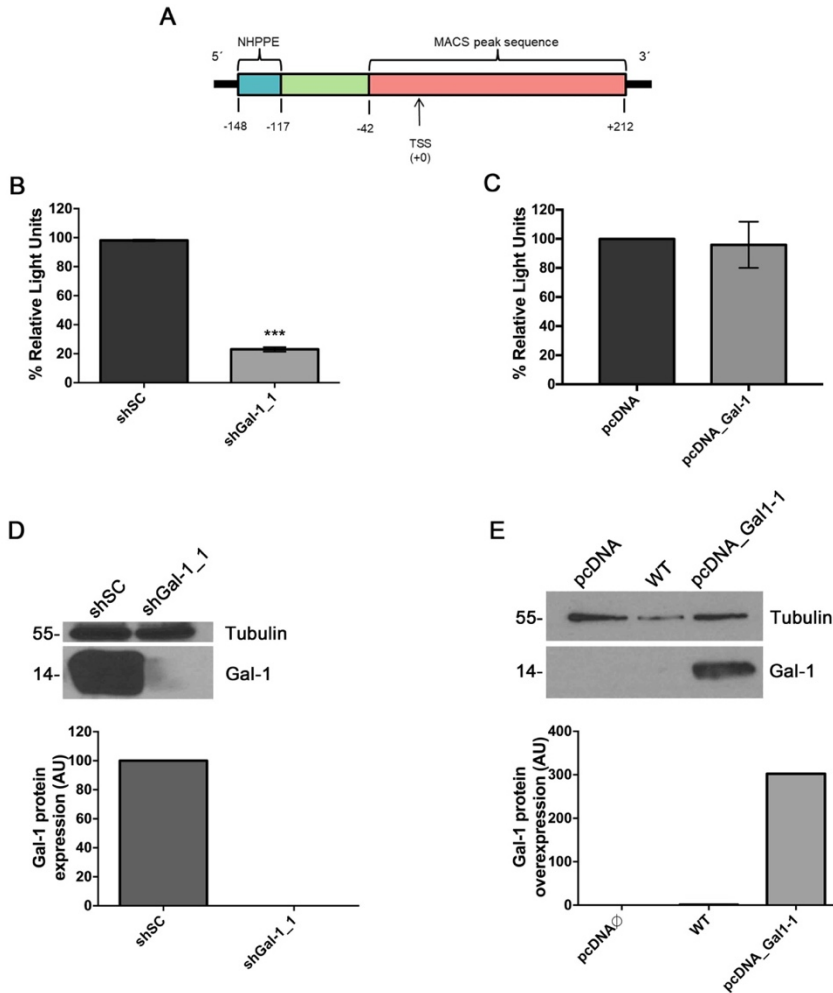 A
NHPPE
MACS peak sequence
5´
3´
-148
-117
-42
+212
TSS
(+0)
B
% Relative Light Units
120
100
80
60
40
20
0
***
shSC
shGal-1_1
C
% Relative Light Units
120
100
80
60
40
20
0
pcDNA
pcDNA_Gal-1
D
shSC
shGal-1_1
55-
Tubulin
14-
Gal-1
Gal-1 protein
expression (AU)
120
100
80
60
40
20
0
shSC
shGal-1_1
E
pcDNA
WT
pcDNA_Gal1-1
55-
Tubulin
14-
Gal-1
Gal-1 protein
overexpression (AU)
400
300
200
100
0
pcDNA∅
WT
pcDNA_Gal1-1